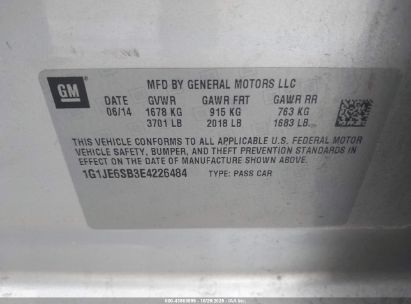 GM
MFD BY GENERAL MOTORS LLC
DATE GVWR GAWR FRT GAWR RR
06/14 1678 KG 915 KG 763 KG
3701 LB 2018 LB 1683 LB
THIS VEHICLE CONFORMS TO ALL APPLICABLE U.S. FEDERAL MOTOR
VEHICLE SAFETY, BUMPER, AND THEFT PREVENTION STANDARDS IN
EFFECT ON THE DATE OF MANUFACTURE SHOWN ABOVE.
1G1JE6SB3E4226484 TYPE: PASS CAR